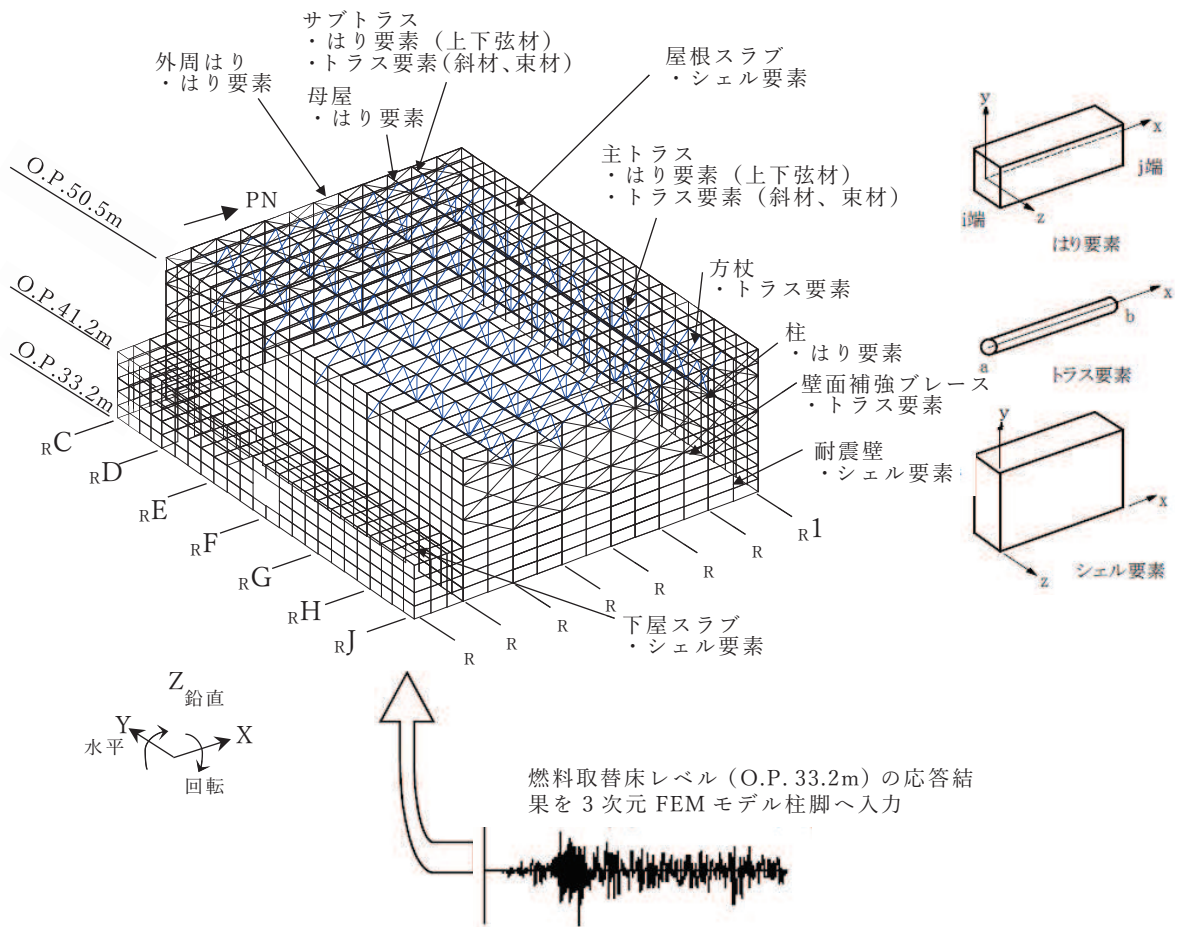 サブトラス
・はり要素（上下弦材）
・トラス要素(斜材、束材)
外周はり
・はり要素
母屋
・はり要素
屋根スラブ
・シェル要素
主トラス
・はり要素（上下弦材）
・トラス要素（斜材、束材）
方杖
・トラス要素
柱
・はり要素
壁面補強ブレース
・トラス要素
耐震壁
・シェル要素
下屋スラブ
・シェル要素
O.P.50.5m
O.P.41.2m
O.P.33.2m
PN
RC
RD
RE
RF
RG
RH
RJ
R
R
R
R
R
R
R
R1
y
x
j端
i端
z
はり要素
x
b
a
トラス要素
y
x
z
シェル要素
Z鉛直
Y
水平
X
回転
燃料取替床レベル（O.P. 33.2m）の応答結
果を 3 次元 FEM モデル柱脚へ入力